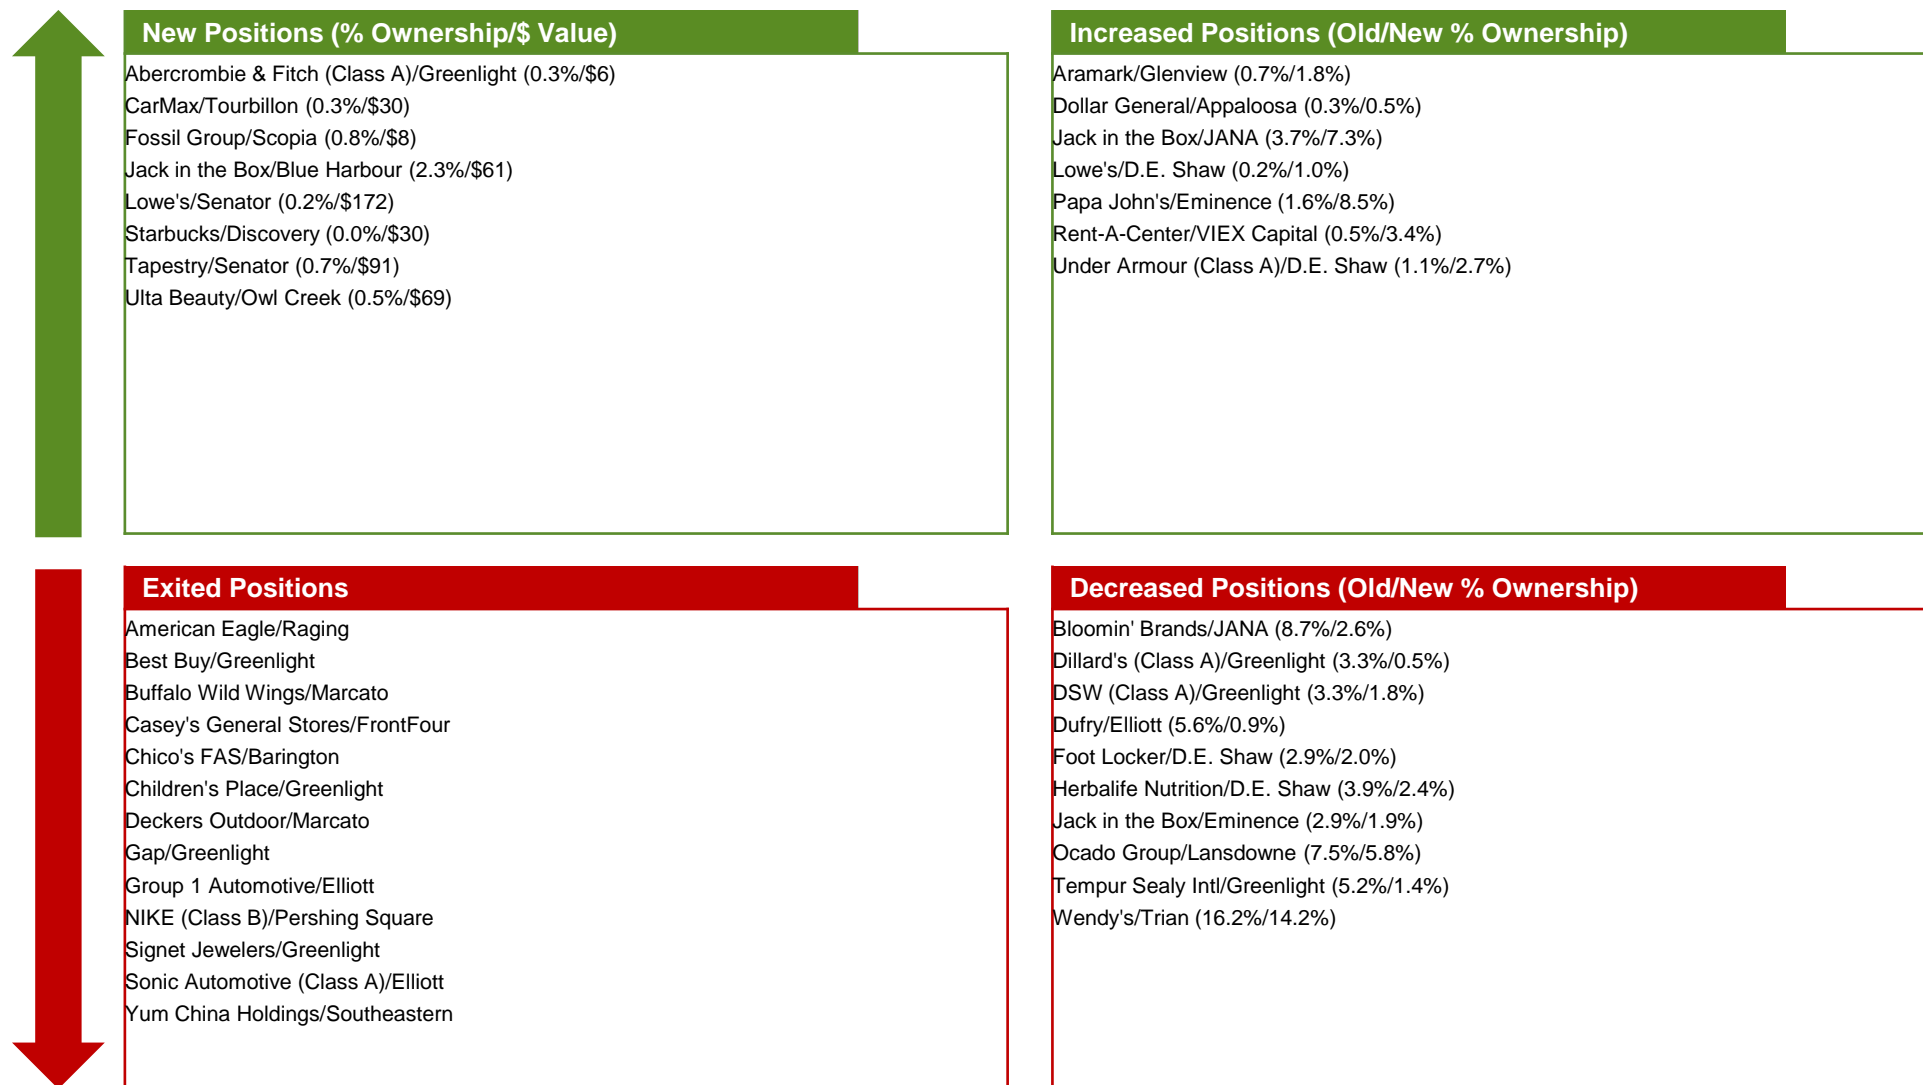 New Positions (% Ownership/$ Value)
Abercrombie & Fitch (Class A)/Greenlight (0.3%/$6)
CarMax/Tourbillon (0.3%/$30)
Fossil Group/Scopia (0.8%/$8)
Jack in the Box/Blue Harbour (2.3%/$61)
Lowe's/Senator (0.2%/$172)
Starbucks/Discovery (0.0%/$30)
Tapestry/Senator (0.7%/$91)
Ulta Beauty/Owl Creek (0.5%/$69)
Increased Positions (Old/New % Ownership)
Aramark/Glenview (0.7%/1.8%)
Dollar General/Appaloosa (0.3%/0.5%)
Jack in the Box/JANA (3.7%/7.3%)
Lowe's/D.E. Shaw (0.2%/1.0%)
Papa John's/Eminence (1.6%/8.5%)
Rent-A-Center/VIEX Capital (0.5%/3.4%)
Under Armour (Class A)/D.E. Shaw (1.1%/2.7%)
Exited Positions
American Eagle/Raging
Best Buy/Greenlight
Buffalo Wild Wings/Marcato
Casey's General Stores/FrontFour
Chico's FAS/Barington
Children's Place/Greenlight
Deckers Outdoor/Marcato
Gap/Greenlight
Group 1 Automotive/Elliott
NIKE (Class B)/Pershing Square
Signet Jewelers/Greenlight
Sonic Automotive (Class A)/Elliott
Yum China Holdings/Southeastern
Decreased Positions (Old/New % Ownership)
Bloomin' Brands/JANA (8.7%/2.6%)
Dillard's (Class A)/Greenlight (3.3%/0.5%)
DSW (Class A)/Greenlight (3.3%/1.8%)
Dufry/Elliott (5.6%/0.9%)
Foot Locker/D.E. Shaw (2.9%/2.0%)
Herbalife Nutrition/D.E. Shaw (3.9%/2.4%)
Jack in the Box/Eminence (2.9%/1.9%)
Ocado Group/Lansdowne (7.5%/5.8%)
Tempur Sealy Intl/Greenlight (5.2%/1.4%)
Wendy's/Trian (16.2%/14.2%)